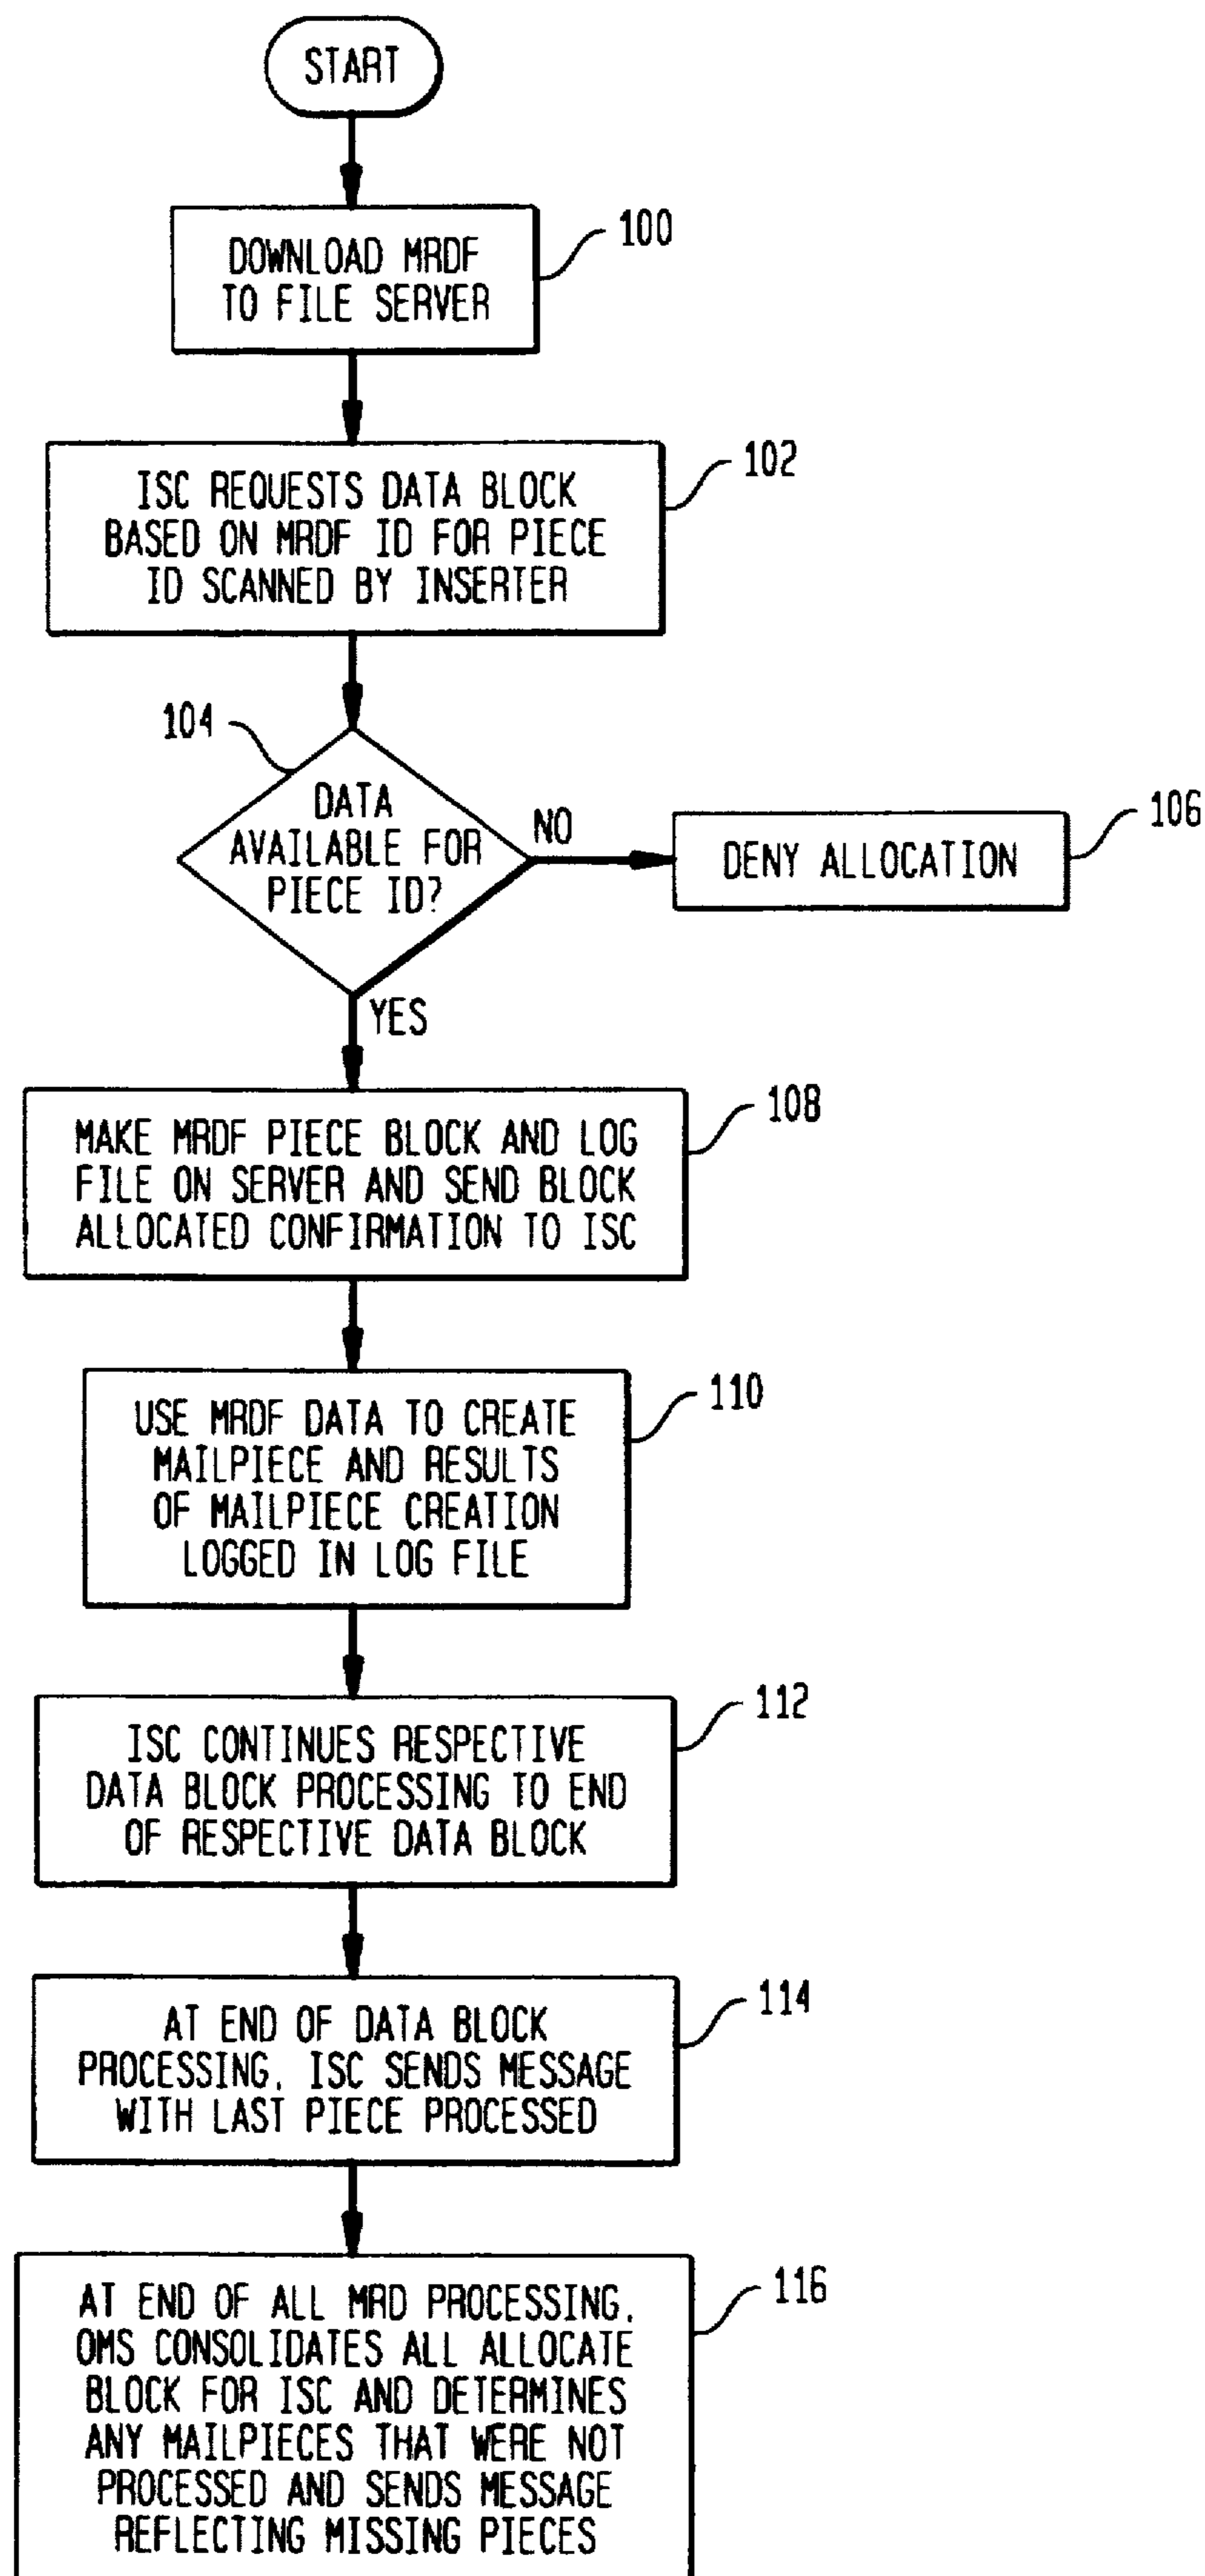 START
DOWNLOAD MRDF
TO FILE SERVER
100
ISC REQUESTS DATA BLOCK
BASED ON MRDF ID FOR PIECE
ID SCANNED BY INSERTER
102
104
DATA
AVAILABLE FOR
PIECE ID?
NO
DENY ALLOCATION
106
YES
MAKE MRDF PIECE BLOCK AND LOG
FILE ON SERVER AND SEND BLOCK
ALLOCATED CONFIRMATION TO ISC
108
USE MRDF DATA TO CREATE
MAILPIECE AND RESULTS
OF MAILPIECE CREATION
LOGGED IN LOG FILE
110
ISC CONTINUES RESPECTIVE
DATA BLOCK PROCESSING TO END
OF RESPECTIVE DATA BLOCK
112
AT END OF DATA BLOCK
PROCESSING, ISC SENDS MESSAGE
WITH LAST PIECE PROCESSED
114
AT END OF ALL MRD PROCESSING,
OMS CONSOLIDATES ALL ALLOCATE
BLOCK FOR ISC AND DETERMINES
ANY MAILPIECES THAT WERE NOT
PROCESSED AND SENDS MESSAGE
REFLECTING MISSING PIECES
116